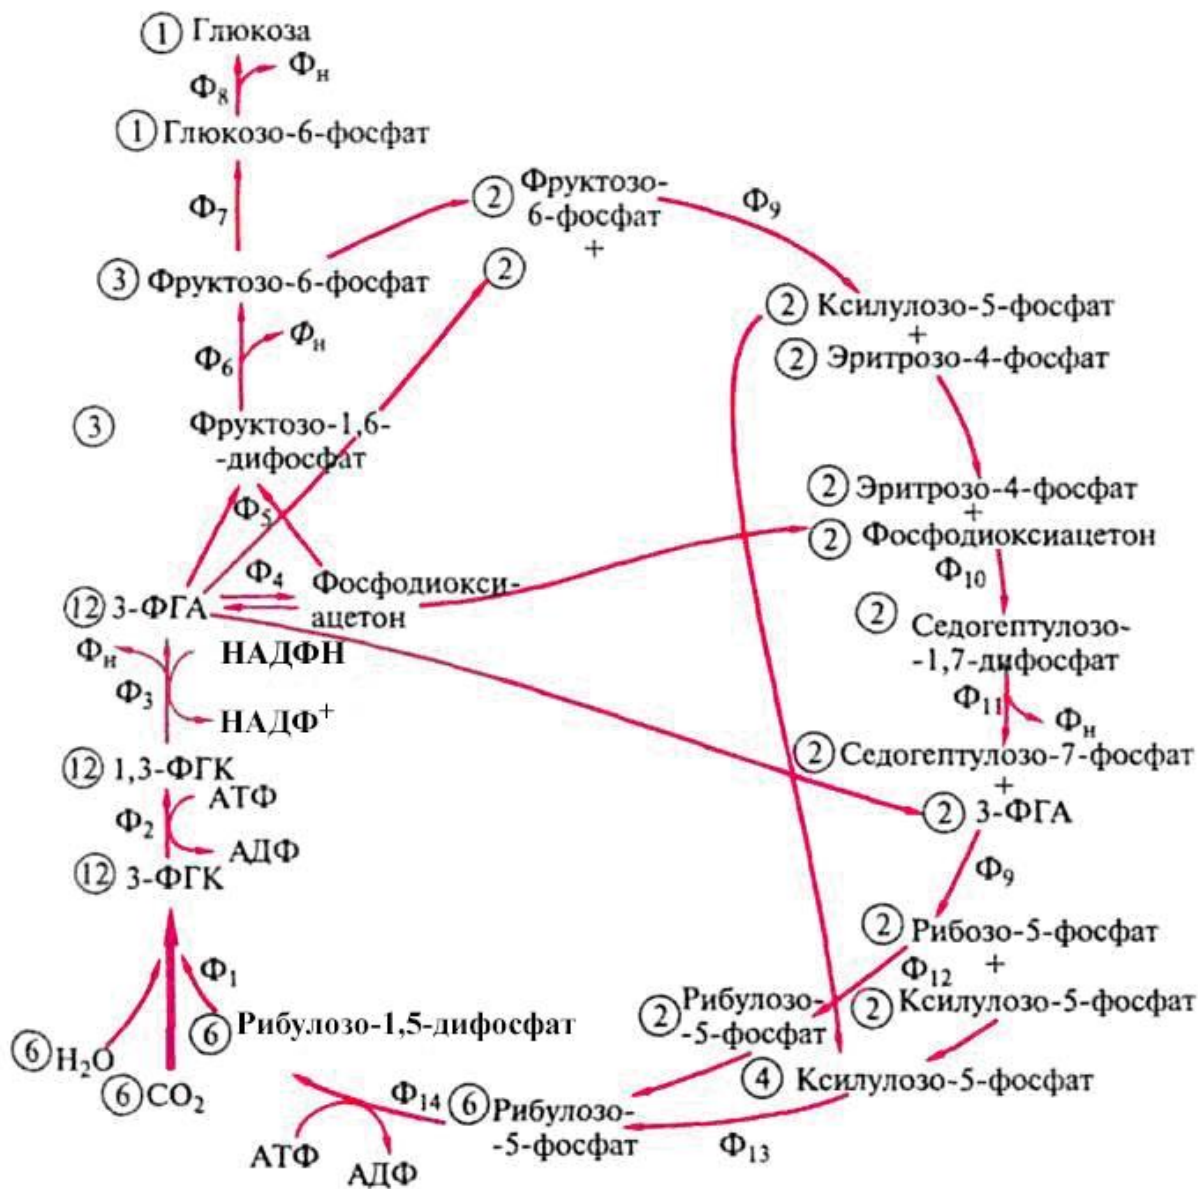 ① Глюкоза
Ф₈
Фн
① Глюкозо-6-фосфат
Ф₇
② Фруктозо-
6-фосфат
+
②
Ф₉
③ Фруктозо-6-фосфат
Ф₆
Фн
② Ксилулозо-5-фосфат
+
② Эритрозо-4-фосфат
③ Фруктозо-1,6-
-дифосфат
Ф₅
② Эритрозо-4-фосфат
+
② Фосфодиоксиацетон
Ф₁₀
⑫ 3-ФГА
Ф₄
Фосфодиокси-
ацетон
② Седогептулозо-
-1,7-дифосфат
Ф₁₁
Фн
Фн
НАДФН
Ф₃
НАДФ⁺
② Седогептулозо-7-фосфат
+
② 3-ФГА
Ф₉
⑫ 1,3-ФГК
АТФ
Ф₂
АДФ
⑫ 3-ФГК
② Рибозо-5-фосфат
Ф₁₂
+
② Ксилулозо-5-фосфат
② Рибулозо-
-5-фосфат
Ф₁
⑥ Рибулозо-1,5-дифосфат
⑥ H₂O
⑥ CO₂
④ Ксилулозо-5-фосфат
Ф₁₄
⑥ Рибулозо-
-5-фосфат
Ф₁₃
АТФ
АДФ